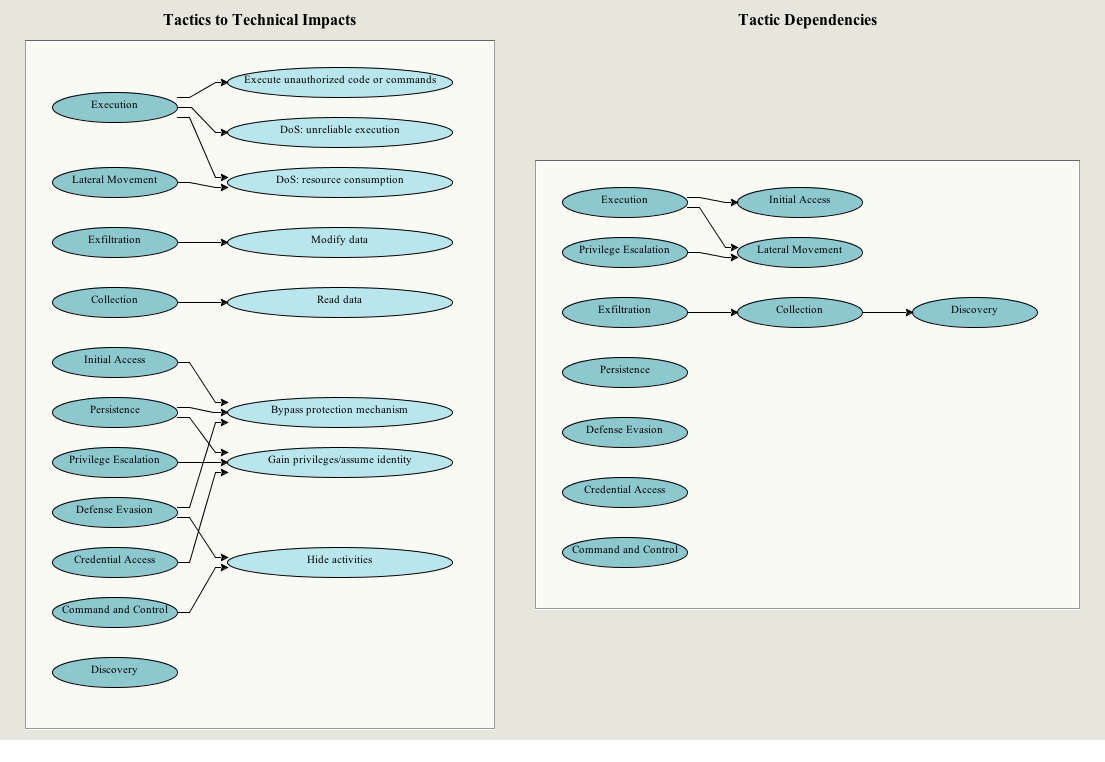 Tactics to Technical Impacts
Execution
Execute unauthorized code or commands
DoS: unreliable execution
Lateral Movement
DoS: resource consumption
Exfiltration
Modify data
Collection
Read data
Initial Access
Persistence
Bypass protection mechanism
Privilege Escalation
Gain privileges/assume identity
Defense Evasion
Credential Access
Hide activities
Command and Control
Discovery
Tactic Dependencies
Execution
Initial Access
Privilege Escalation
Lateral Movement
Exfiltration
Collection
Discovery
Persistence
Defense Evasion
Credential Access
Command and Control